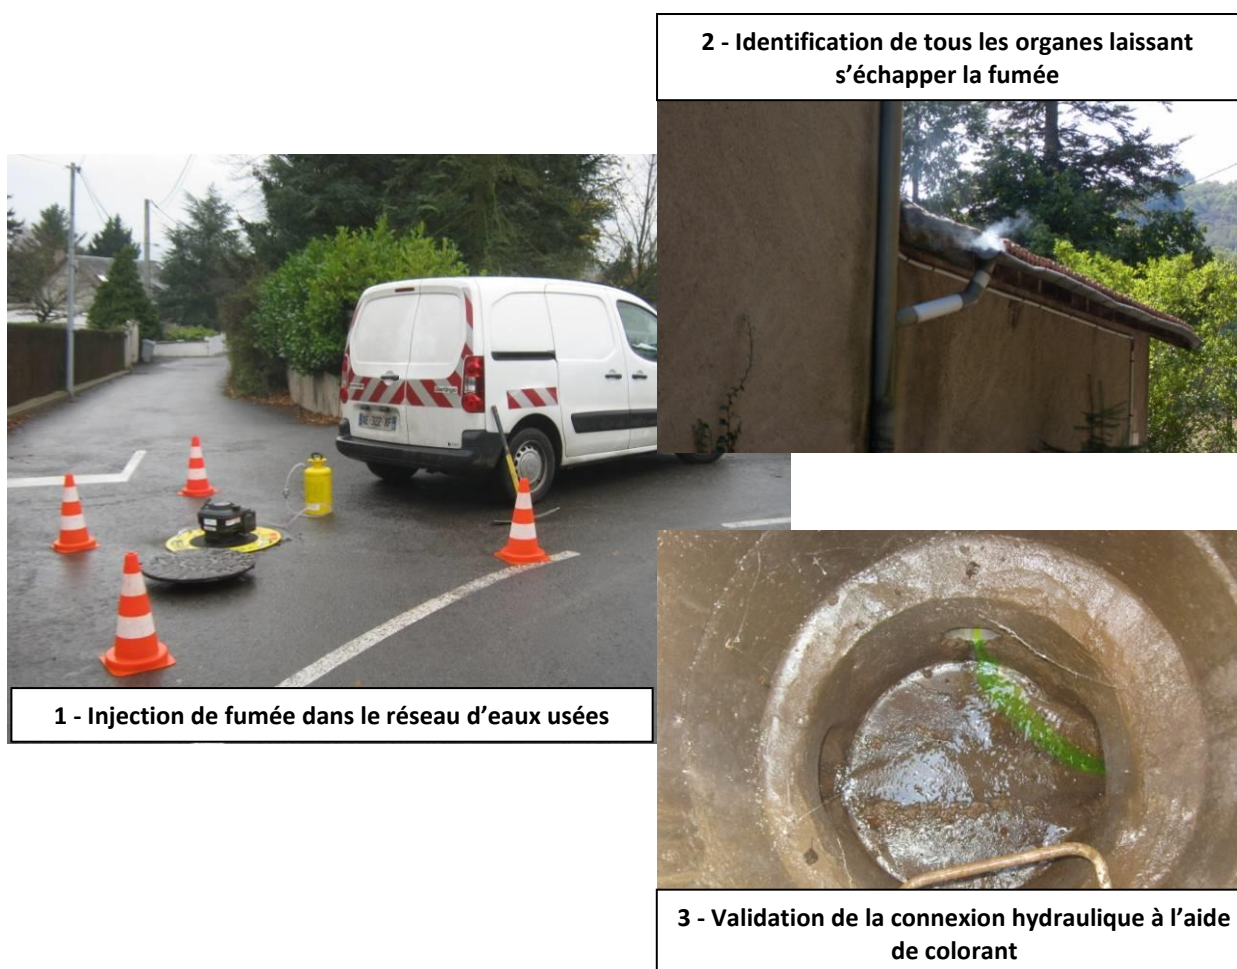 2 - Identification de tous les organes laissant
s’échapper la fumée
1 - Injection de fumée dans le réseau d’eaux usées
3 - Validation de la connexion hydraulique à l’aide
de colorant